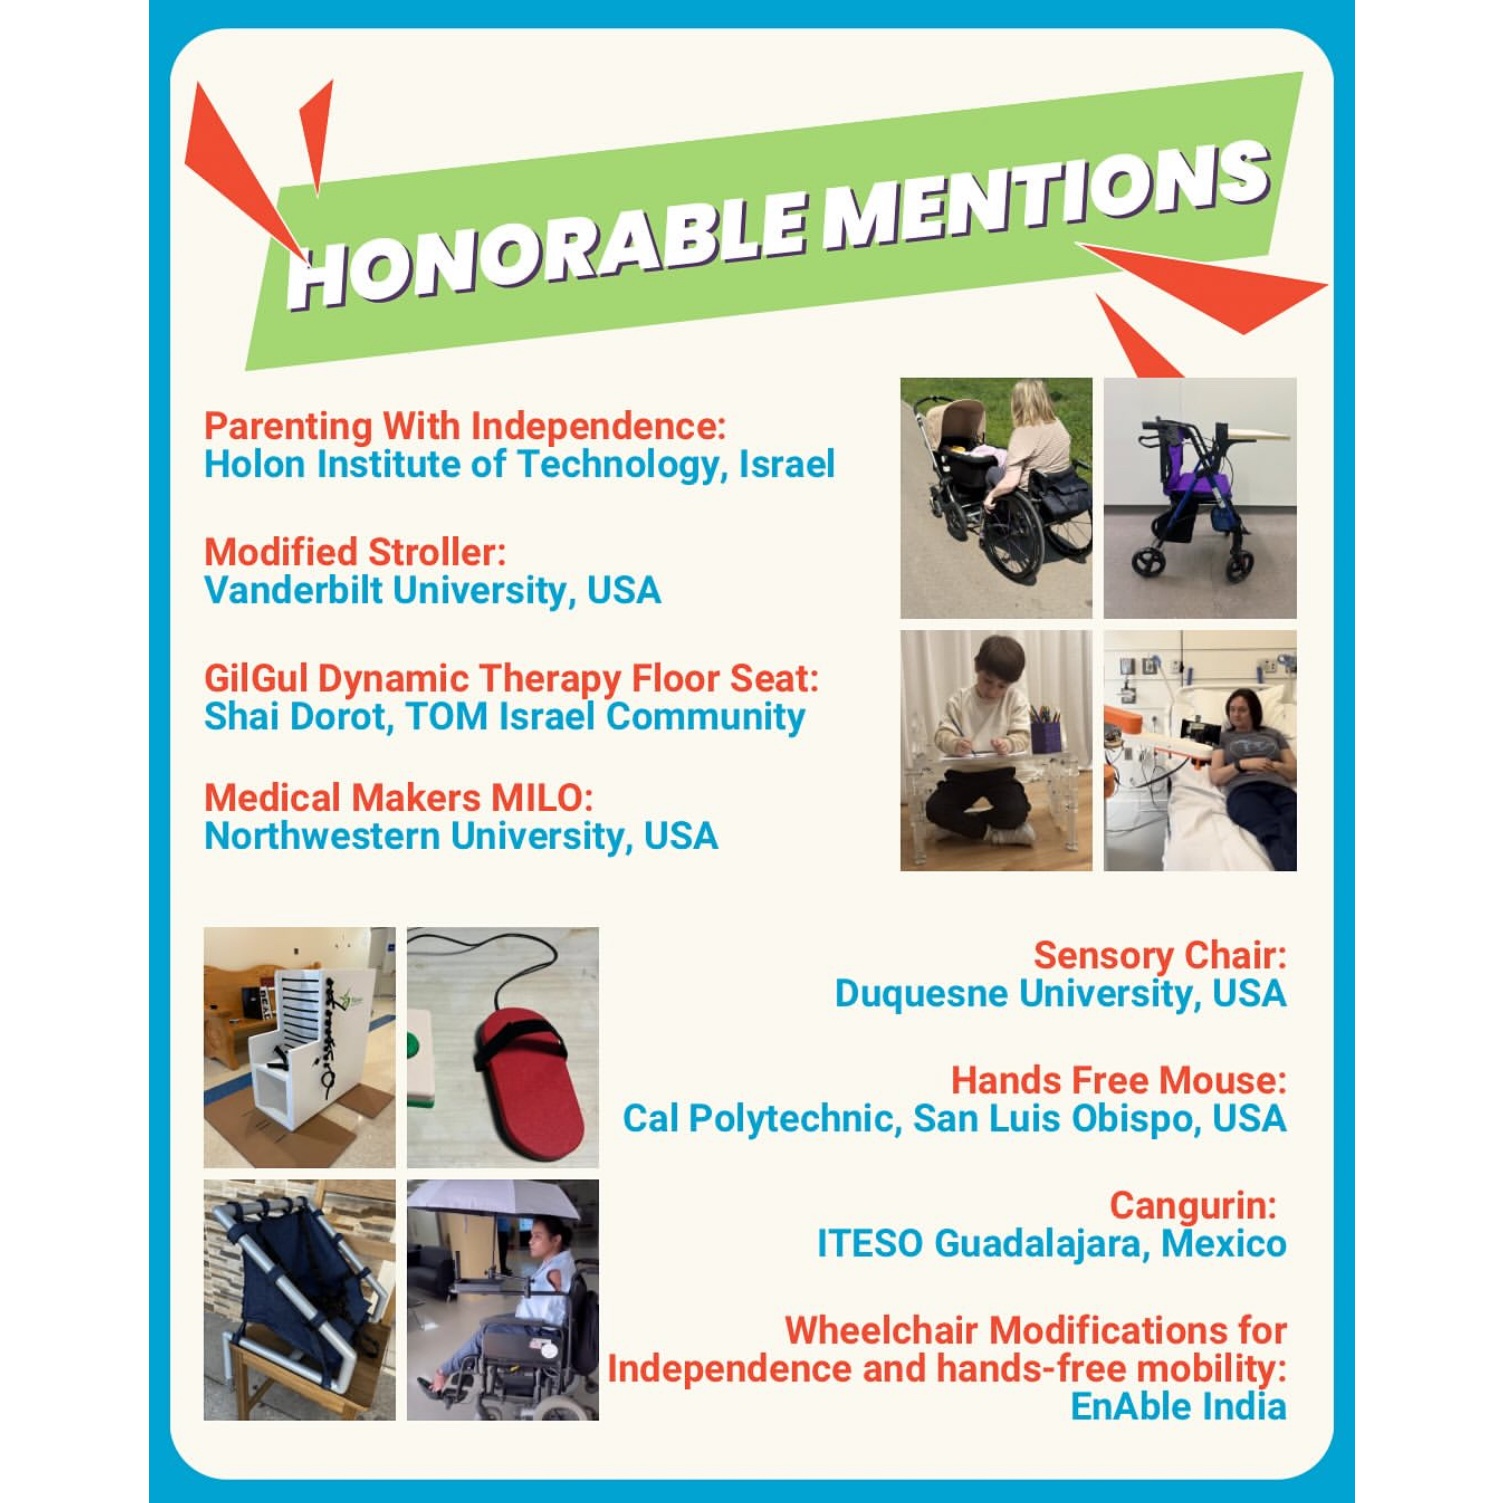 HONORABLE MENTIONS
Parenting With Independence:
Holon Institute of Technology, Israel
Modified Stroller:
Vanderbilt University, USA
GilGul Dynamic Therapy Floor Seat:
Shai Dorot, TOM Israel Community
Medical Makers MILO:
Northwestern University, USA
Sensory Chair:
Duquesne University, USA
Hands Free Mouse:
Cal Polytechnic, San Luis Obispo, USA
Cangurin:
ITESO Guadalajara, Mexico
Wheelchair Modifications for
Independence and hands-free mobility:
EnAble India